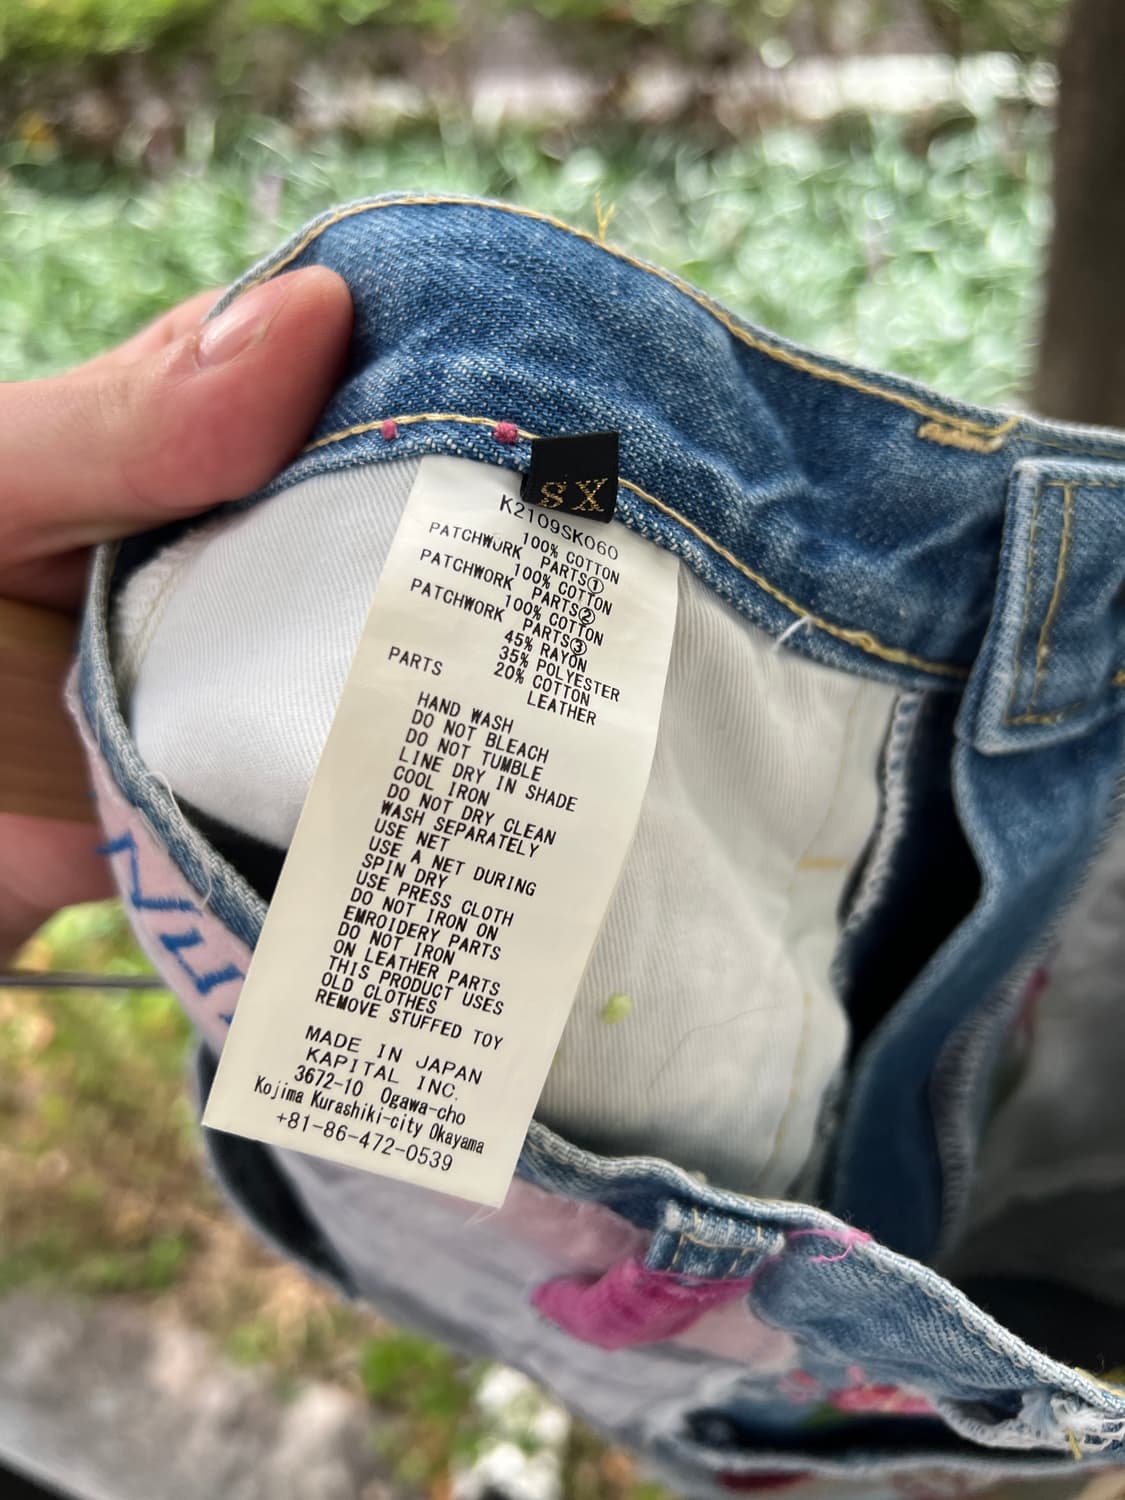 XS
K2109SK060
100% COTTON
PATCHWORK PARTS①
100% COTTON
PATCHWORK PARTS②
100% COTTON
PATCHWORK PARTS③
45% RAYON
35% POLYESTER
20% COTTON
PARTS LEATHER
HAND WASH
DO NOT BLEACH
DO NOT TUMBLE
LINE DRY IN SHADE
COOL IRON
DO NOT DRY CLEAN
WASH SEPARATELY
USE NET
USE A NET DURING
SPIN DRY
USE PRESS CLOTH
DO NOT IRON ON
EMROIDERY PARTS
DO NOT IRON
ON LEATHER PARTS
THIS PRODUCT USES
OLD CLOTHES
REMOVE STUFFED TOY
MADE IN JAPAN
KAPITAL INC.
3672-10 Ogawa-cho
Kojima Kurashiki-city Okayama
+81-86-472-0539